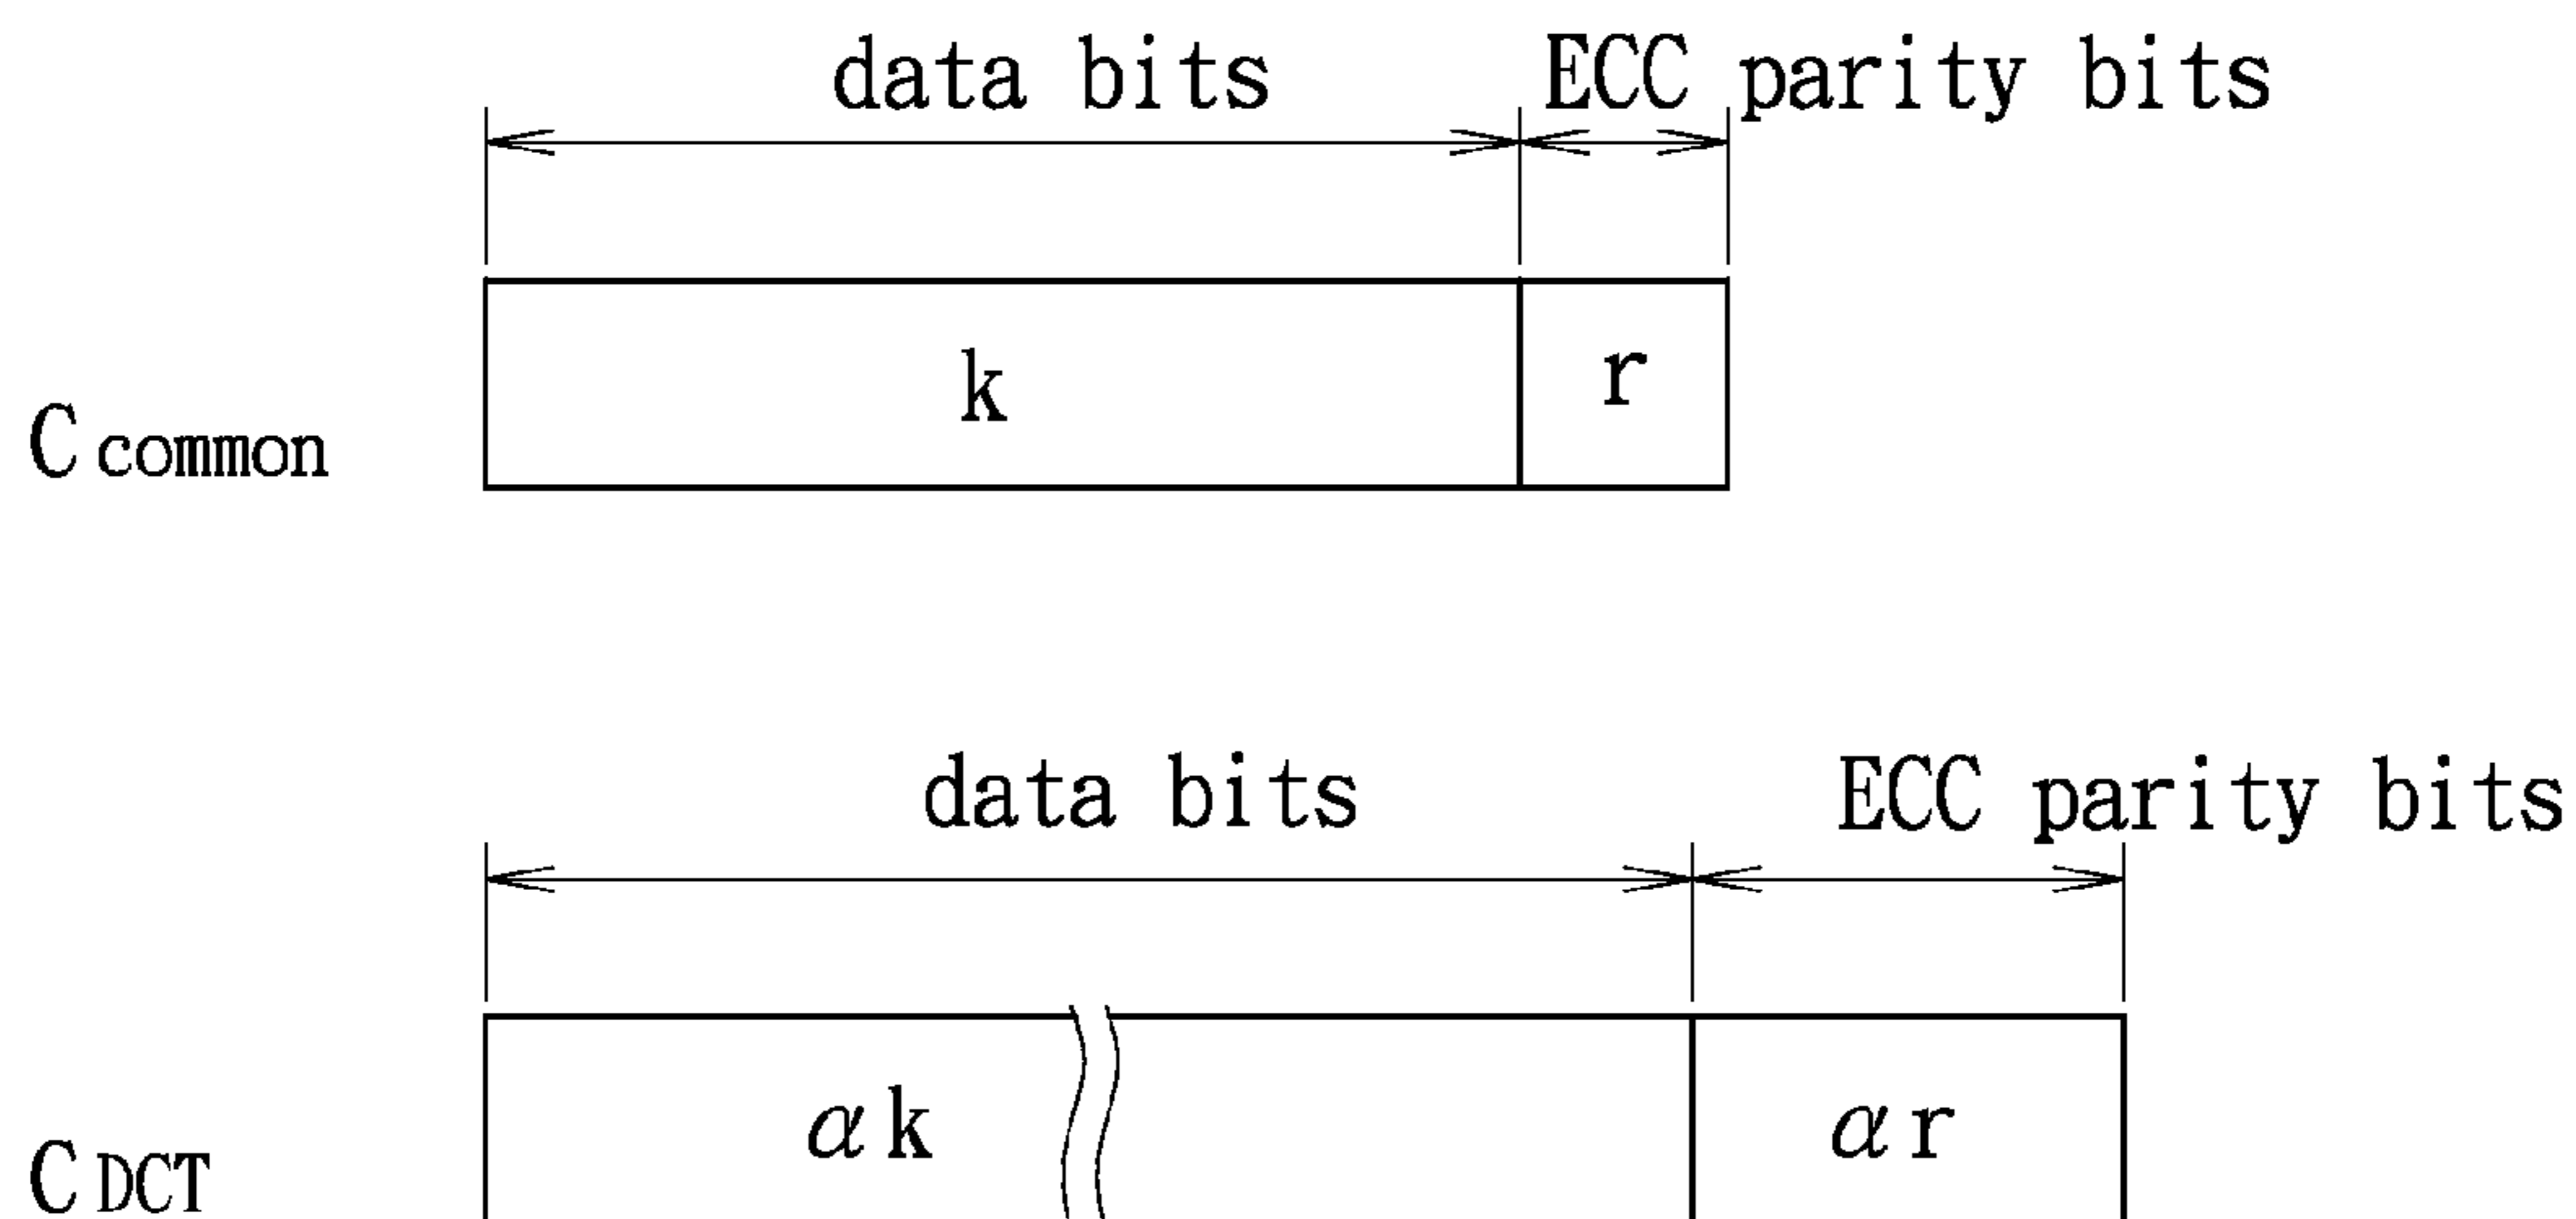 data bits ECC parity bits
k r
C common
data bits ECC parity bits
αk αr
C DCT